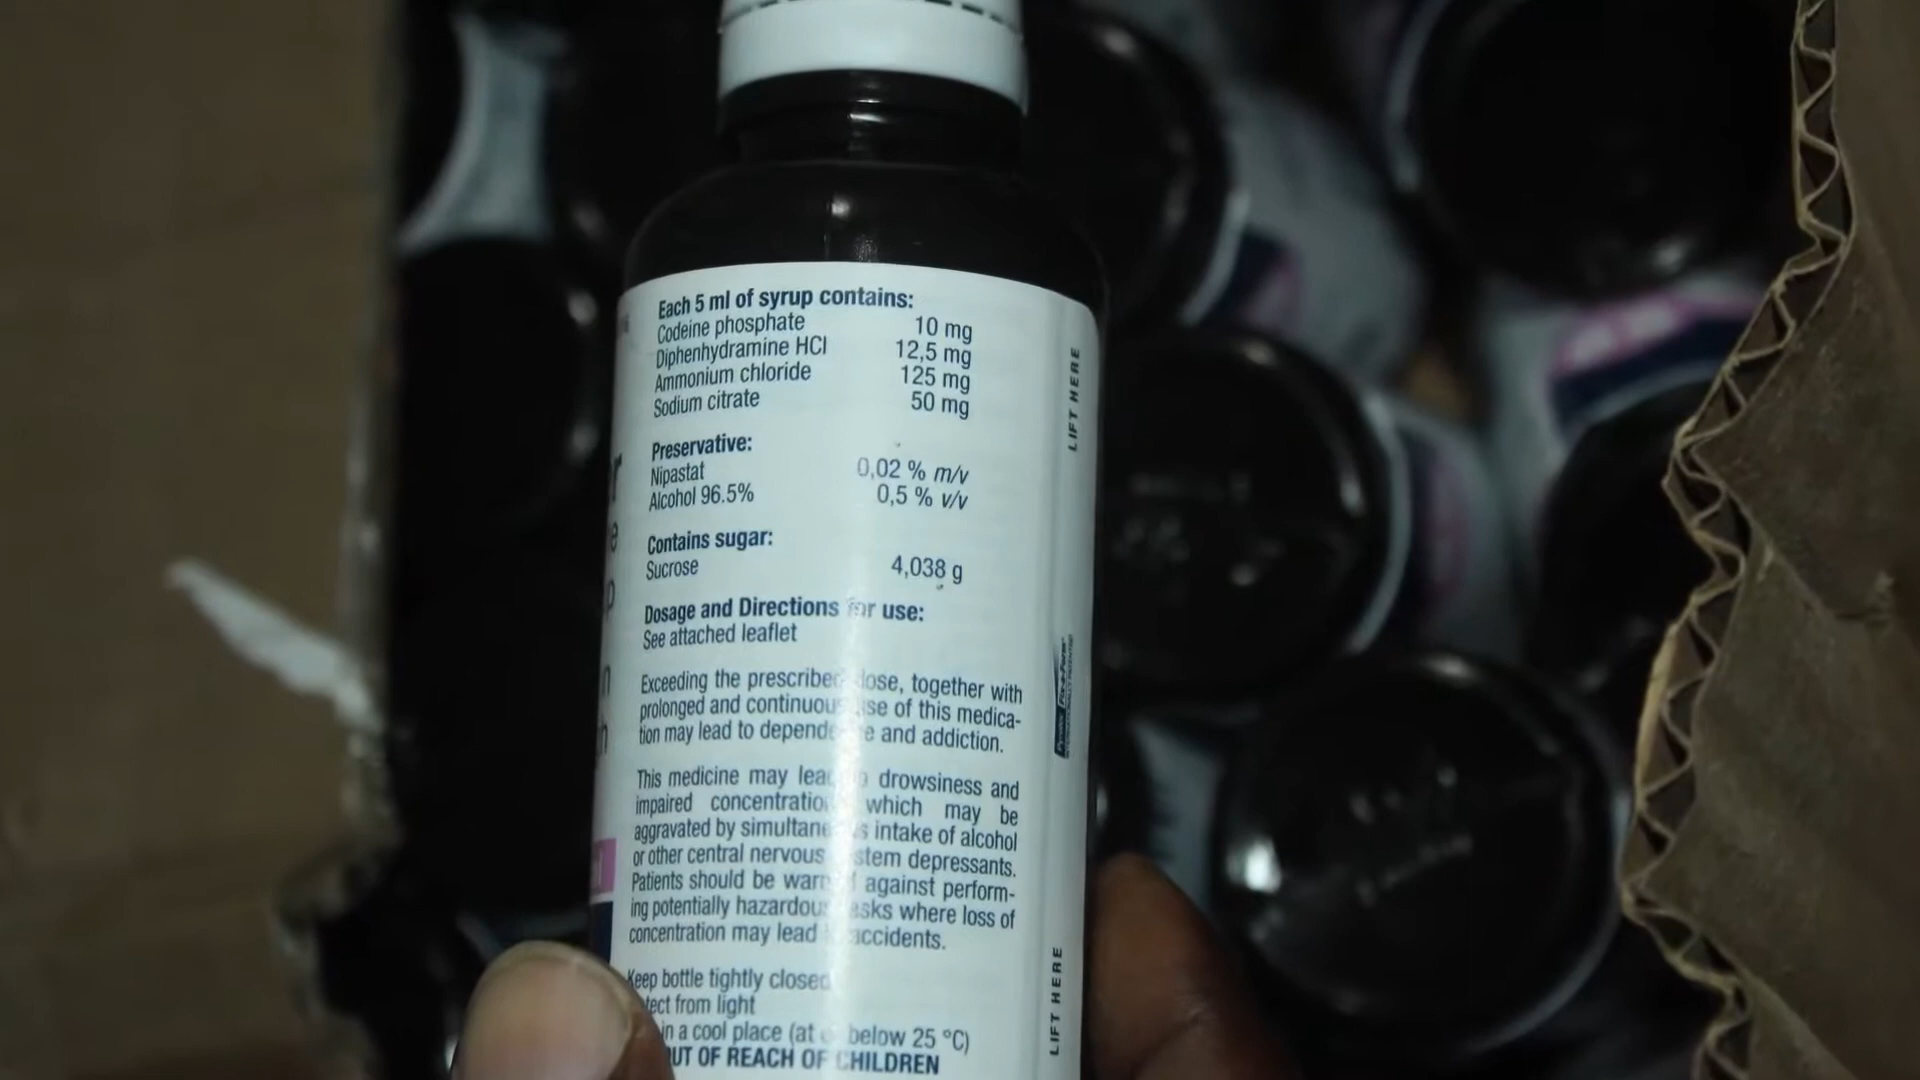 Each 5 ml of syrup contains:
Codeine phosphate 10 mg
Diphenhydramine HCl 12,5 mg
Ammonium chloride 125 mg
Sodium citrate 50 mg
Preservative:
Nipastat 0,02 % m/v
Alcohol 96.5% 0,5 % v/v
Contains sugar:
Sucrose 4,038 g
Dosage and Directions for use:
See attached leaflet
Exceeding the prescribed dose, together with
prolonged and continuous use of this medica-
tion may lead to dependence and addiction.
This medicine may lead to drowsiness and
impaired concentration which may be
aggravated by simultaneous intake of alcohol
or other central nervous system depressants.
Patients should be warned against perform-
ing potentially hazardous tasks where loss of
concentration may lead to accidents.
Keep bottle tightly closed
from light
in a cool place (at or below 25 °C)
OUT OF REACH OF CHILDREN
LIFT HERE
LIFT HERE